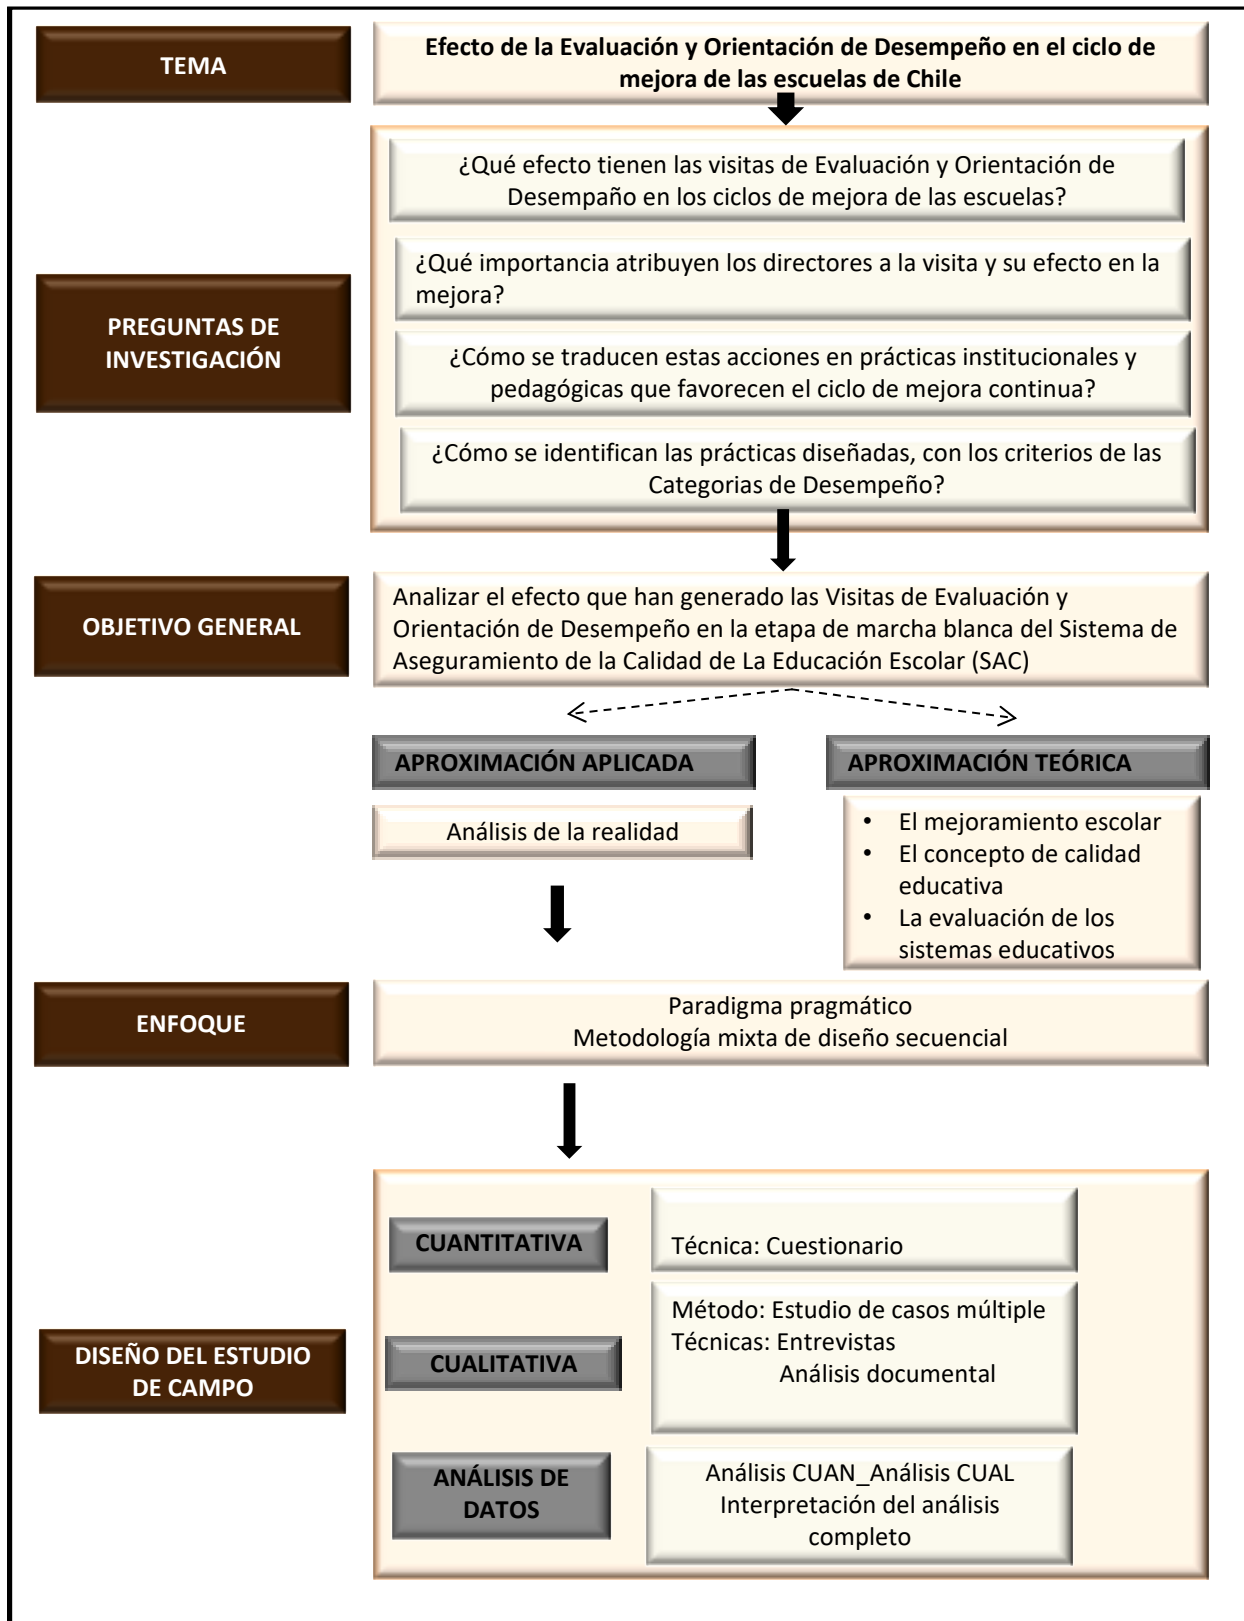 TEMA
Efecto de la Evaluación y Orientación de Desempeño en el ciclo de
mejora de las escuelas de Chile
PREGUNTAS DE
INVESTIGACIÓN
¿Qué efecto tienen las visitas de Evaluación y Orientación de
Desempaño en los ciclos de mejora de las escuelas?
¿Qué importancia atribuyen los directores a la visita y su efecto en la
mejora?
¿Cómo se traducen estas acciones en prácticas institucionales y
pedagógicas que favorecen el ciclo de mejora continua?
¿Cómo se identifican las prácticas diseñadas, con los criterios de las
Categorias de Desempeño?
OBJETIVO GENERAL
Analizar el efecto que han generado las Visitas de Evaluación y
Orientación de Desempeño en la etapa de marcha blanca del Sistema de
Aseguramiento de la Calidad de La Educación Escolar (SAC)
APROXIMACIÓN APLICADA
Análisis de la realidad
APROXIMACIÓN TEÓRICA
• El mejoramiento escolar
• El concepto de calidad
educativa
• La evaluación de los
sistemas educativos
ENFOQUE
Paradigma pragmático
Metodología mixta de diseño secuencial
DISEÑO DEL ESTUDIO
DE CAMPO
CUANTITATIVA
Técnica: Cuestionario
CUALITATIVA
Método: Estudio de casos múltiple
Técnicas: Entrevistas
Análisis documental
ANÁLISIS DE
DATOS
Análisis CUAN_Análisis CUAL
Interpretación del análisis
completo